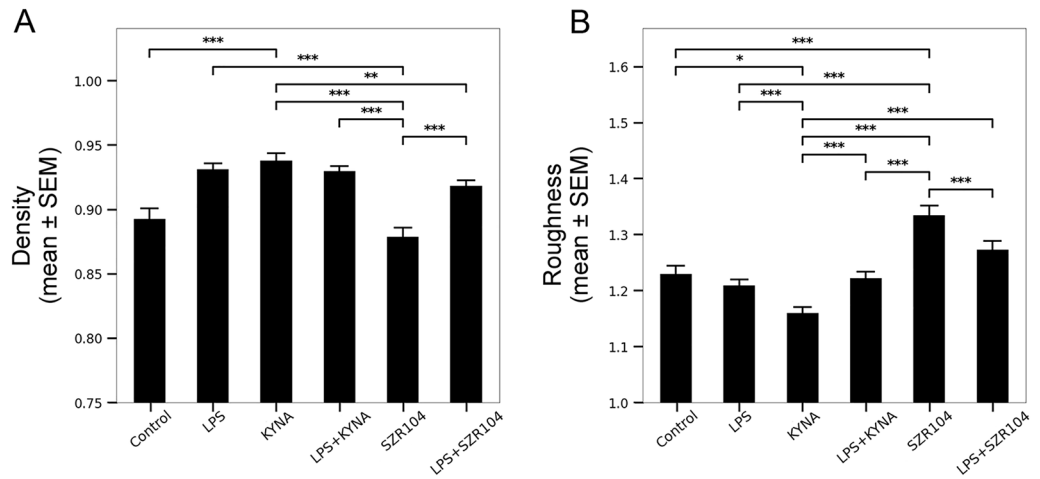 A
Density
(mean ± SEM)
1.00
0.95
0.90
0.85
0.80
0.75
***
***
**
***
***
***
Control
LPS
KYNA
LPS+KYNA
SZR104
LPS+SZR104
B
Roughness
(mean ± SEM)
1.6
1.5
1.4
1.3
1.2
1.1
1.0
***
*
***
***
***
***
***
***
***
Control
LPS
KYNA
LPS+KYNA
SZR104
LPS+SZR104